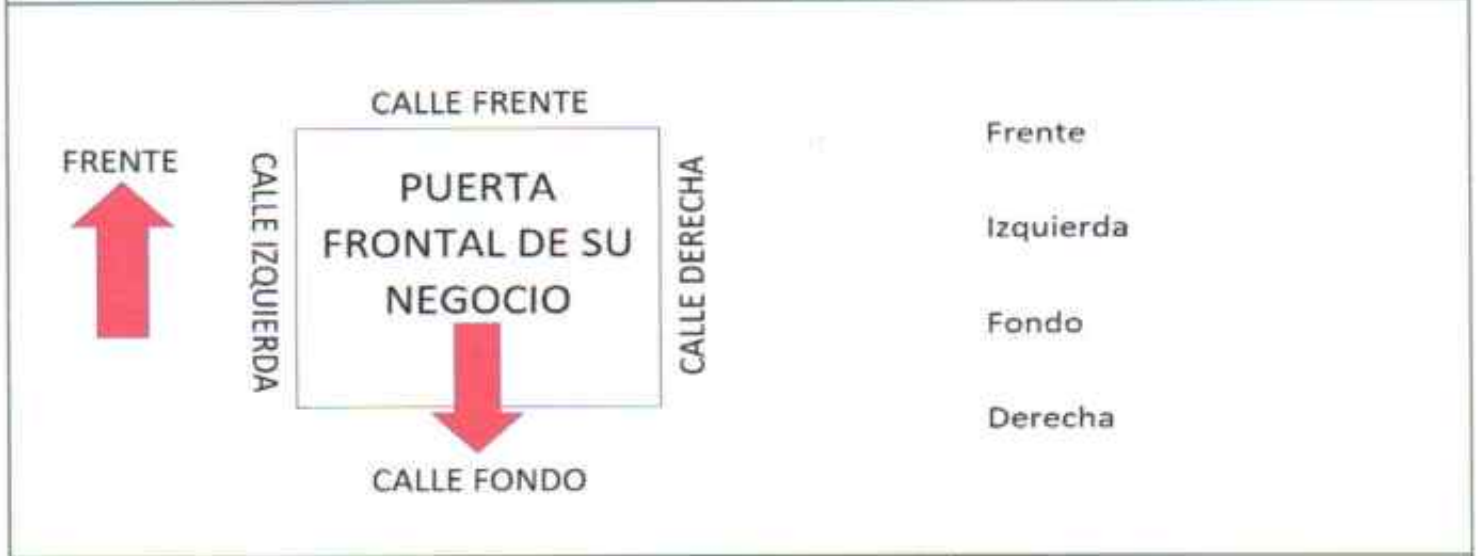 CALLE FRENTE
FRENTE
CALLE IZQUIERDA
PUERTA
FRONTAL DE SU
NEGOCIO
CALLE DERECHA
CALLE FONDO
Frente
Izquierda
Fondo
Derecha